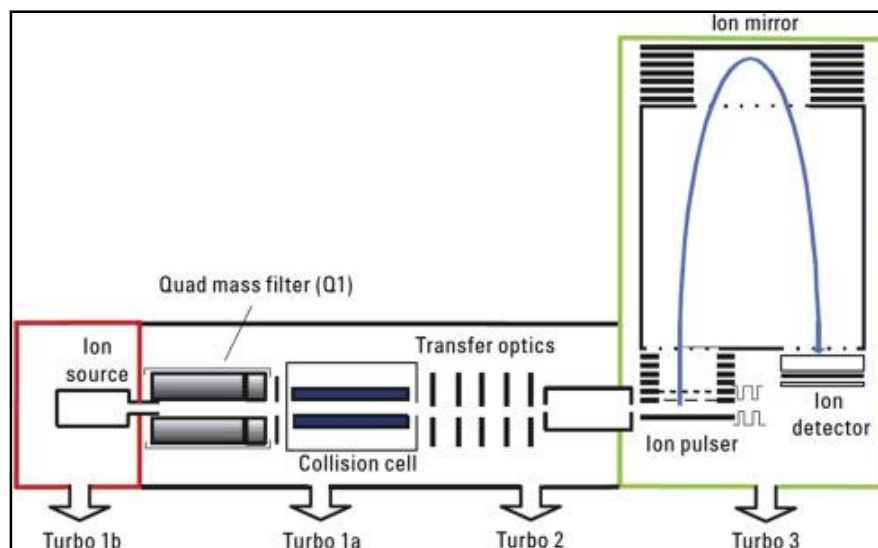 Ion mirror
Quad mass filter (Q1)
Ion
source
Transfer optics
Collision cell
Ion pulser
Ion
detector
Turbo 1b
Turbo 1a
Turbo 2
Turbo 3